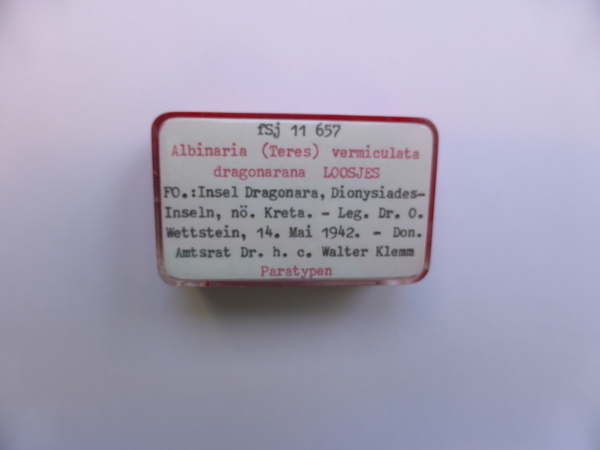 fSj 11 657
Albinaria (Teres) vermiculata
dragonarana LOOSJES
FO.:Insel Dragonara, Dionysiades-
Inseln, nö. Kreta. - Leg. Dr. O.
Wettstein, 14. Mai 1942. - Don.
Amtsrat Dr. h. c. Walter Klemm
Paratypen